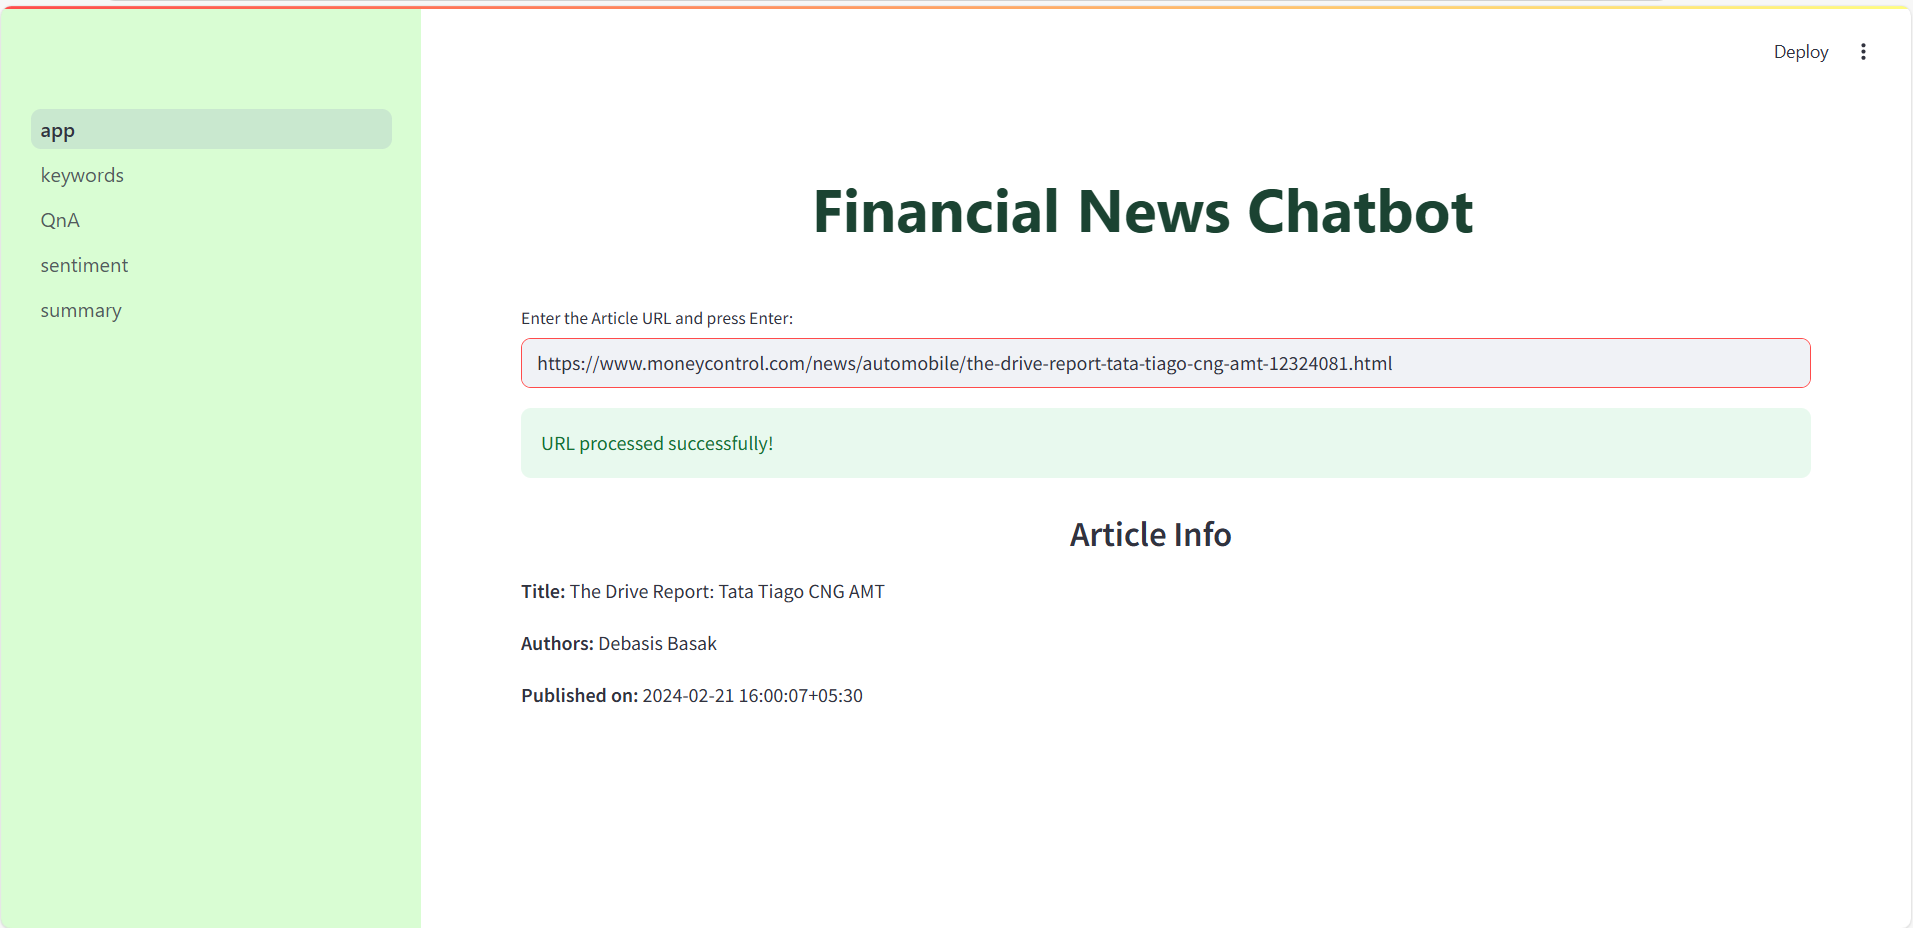 Deploy
app
keywords
QnA
sentiment
summary
Financial News Chatbot
Enter the Article URL and press Enter:
https://www.moneycontrol.com/news/automobile/the-drive-report-tata-tiago-cng-amt-12324081.html
URL processed successfully!
Article Info
Title: The Drive Report: Tata Tiago CNG AMT
Authors: Debasis Basak
Published on: 2024-02-21 16:00:07+05:30